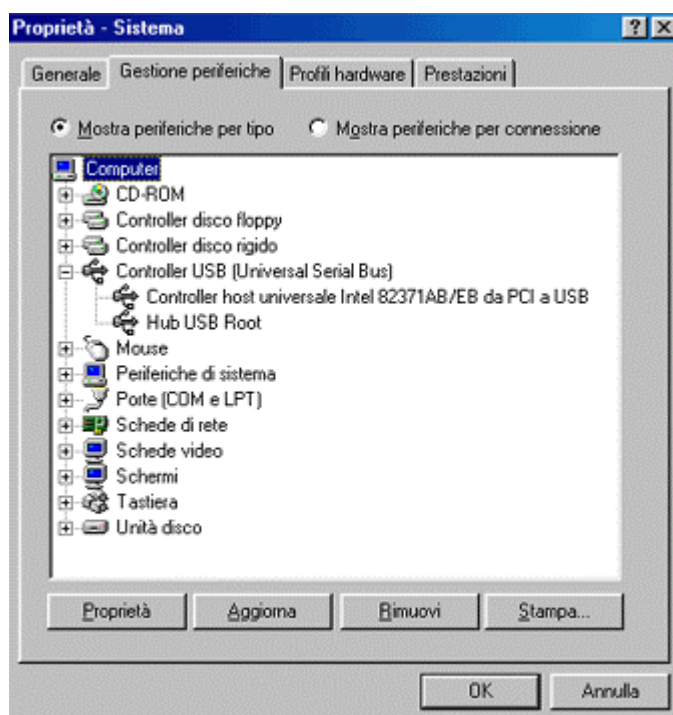 Proprietà - Sistema
Generale Gestione periferiche Profili hardware Prestazioni
Mostra periferiche per tipo Mostra periferiche per connessione
Computer
CD-ROM
Controller disco floppy
Controller disco rigido
Controller USB (Universal Serial Bus)
Controller host universale Intel 82371AB/EB da PCI a USB
Hub USB Root
Mouse
Periferiche di sistema
Porte (COM e LPT)
Schede di rete
Schede video
Schermi
Tastiera
Unità disco
Proprietà Aggiorna Rimuovi Stampa...
OK Annulla